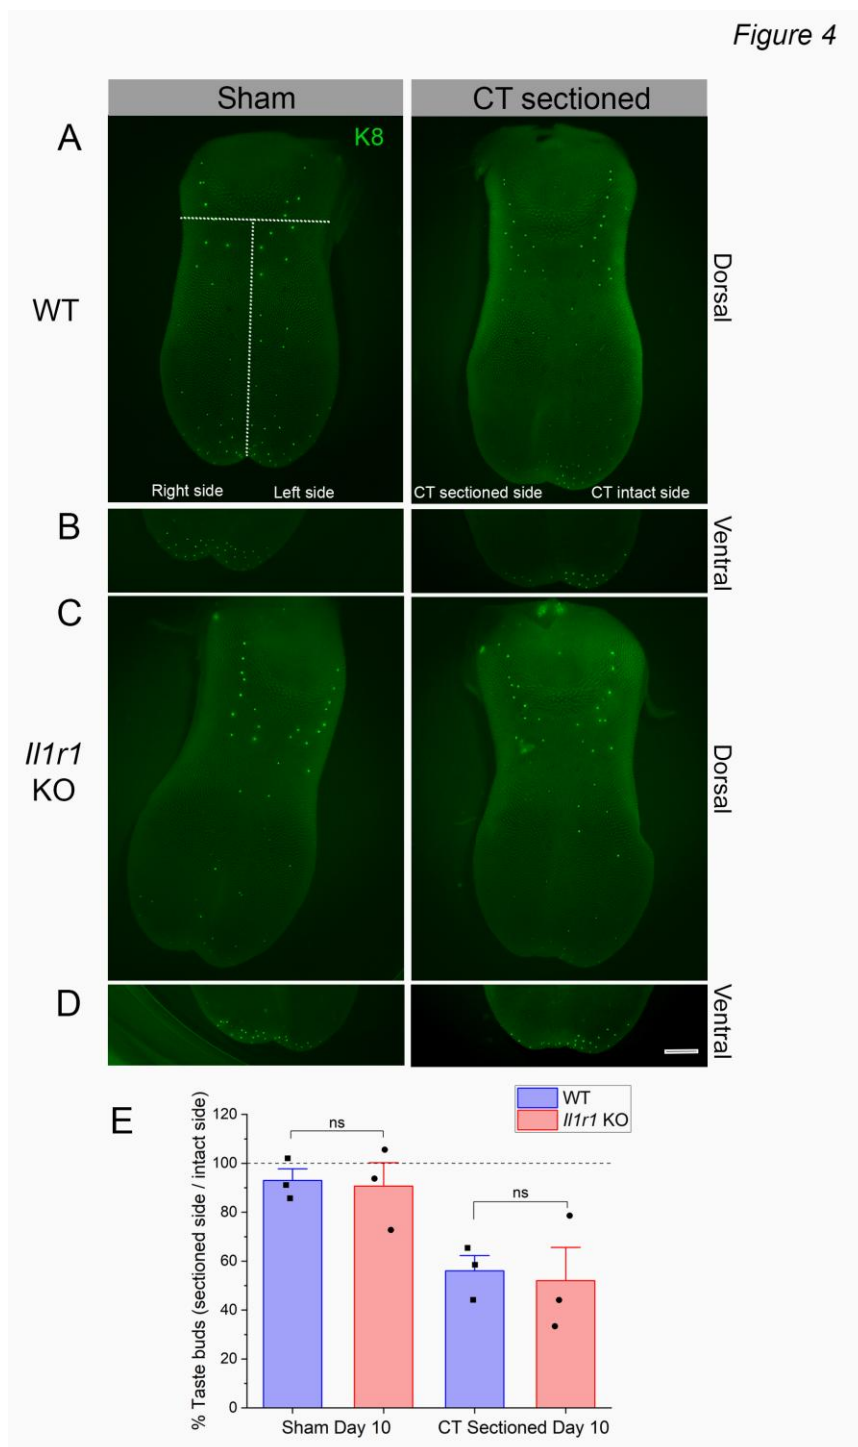 Figure 4
Sham
CT sectioned
A
K8
WT
Dorsal
Right side
Left side
CT sectioned side
CT intact side
B
Ventral
C
Il1r1
KO
Dorsal
D
Ventral
E
WT
Il1r1 KO
% Taste buds (sectioned side / intact side)
120
100
80
60
40
20
0
ns
ns
Sham Day 10
CT Sectioned Day 10